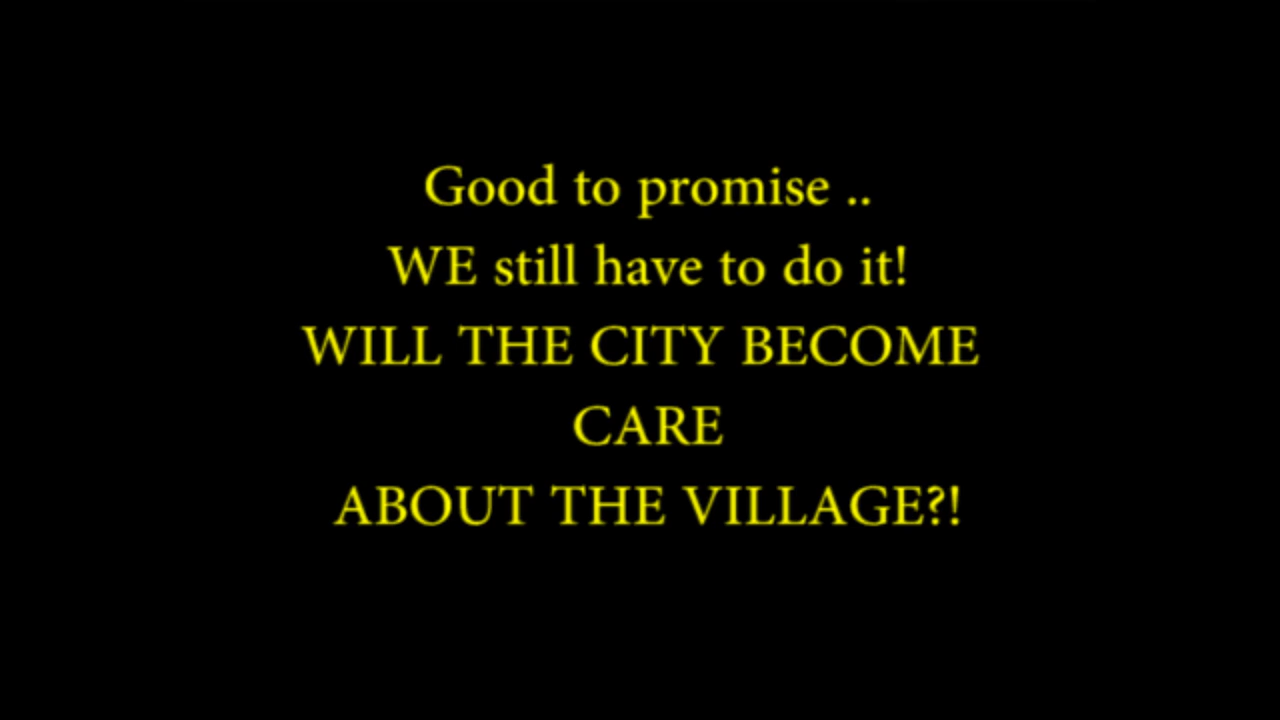 Good to promise ..
WE still have to do it!
WILL THE CITY BECOME
CARE
ABOUT THE VILLAGE?!